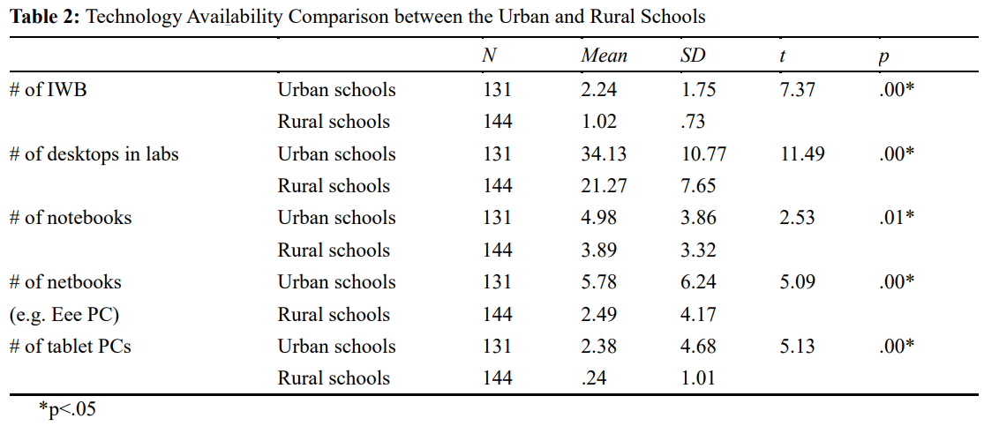 Table 2: Technology Availability Comparison between the Urban and Rural Schools
N Mean SD t p
# of IWB Urban schools 131 2.24 1.75 7.37 .00*
Rural schools 144 1.02 .73
# of desktops in labs Urban schools 131 34.13 10.77 11.49 .00*
Rural schools 144 21.27 7.65
# of notebooks Urban schools 131 4.98 3.86 2.53 .01*
Rural schools 144 3.89 3.32
# of netbooks Urban schools 131 5.78 6.24 5.09 .00*
(e.g. Eee PC) Rural schools 144 2.49 4.17
# of tablet PCs Urban schools 131 2.38 4.68 5.13 .00*
Rural schools 144 .24 1.01
*p<.05